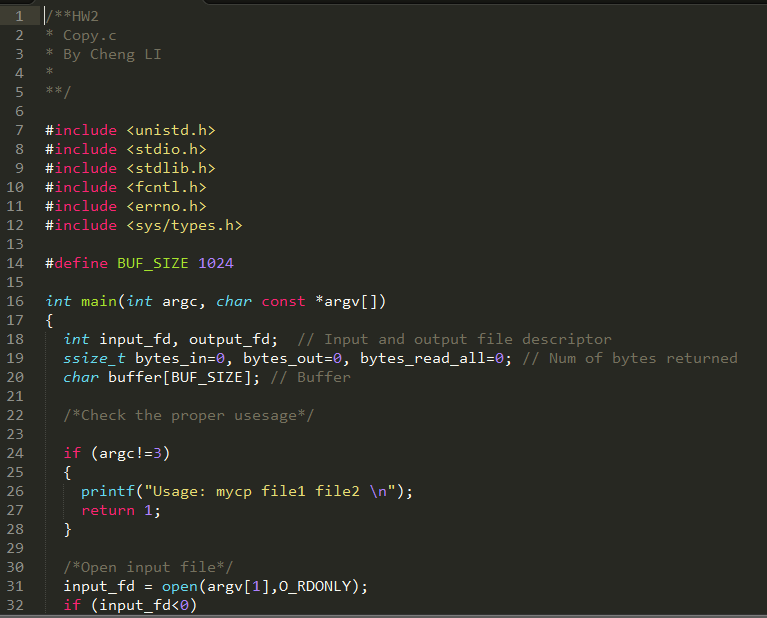 1 /**HW2
2 * Copy.c
3 * By Cheng LI
4 *
5 **/
6
7 #include <unistd.h>
8 #include <stdio.h>
9 #include <stdlib.h>
10 #include <fcntl.h>
11 #include <errno.h>
12 #include <sys/types.h>
13
14 #define BUF_SIZE 1024
15
16 int main(int argc, char const *argv[])
17 {
18   int input_fd, output_fd;  // Input and output file descriptor
19   ssize_t bytes_in=0, bytes_out=0, bytes_read_all=0; // Num of bytes returned
20   char buffer[BUF_SIZE]; // Buffer
21
22   /*Check the proper usesage*/
23
24   if (argc!=3)
25   {
26     printf("Usage: mycp file1 file2 \n");
27     return 1;
28   }
29
30   /*Open input file*/
31   input_fd = open(argv[1],O_RDONLY);
32   if (input_fd<0)